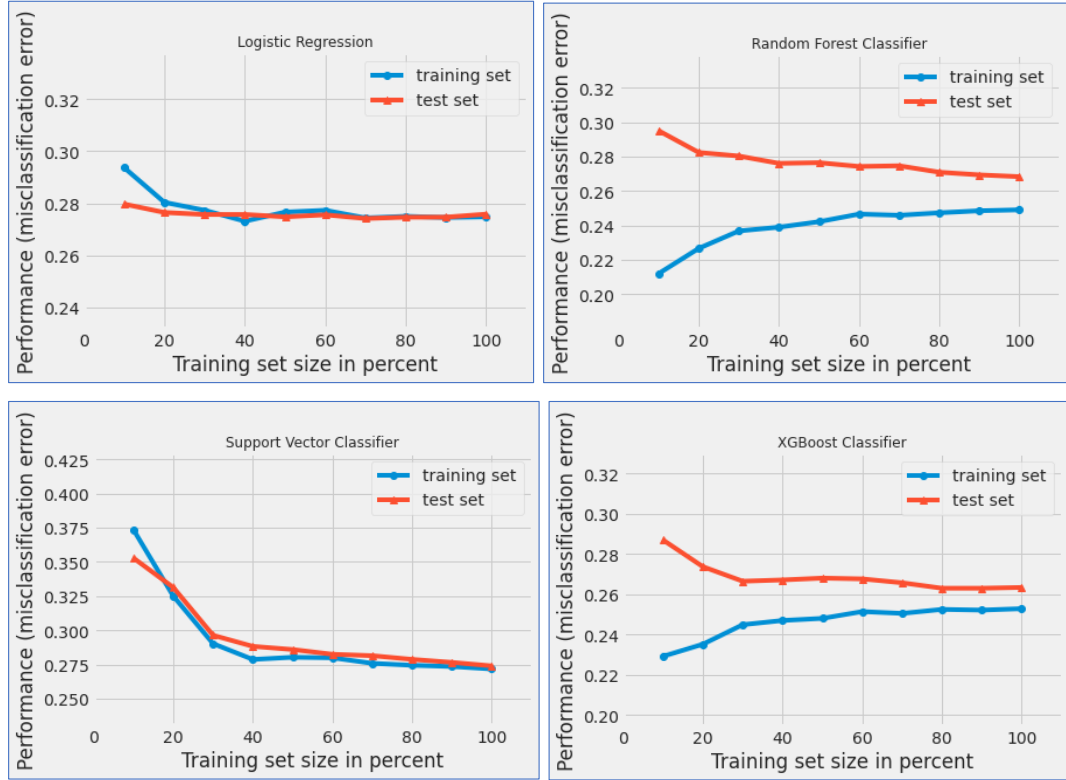 Logistic Regression
training set
test set
Performance (misclassification error)
0.32
0.30
0.28
0.26
0.24
0 20 40 60 80 100
Training set size in percent
Random Forest Classifier
training set
test set
Performance (misclassification error)
0.32
0.30
0.28
0.26
0.24
0.22
0.20
0 20 40 60 80 100
Training set size in percent
Support Vector Classifier
training set
test set
Performance (misclassification error)
0.425
0.400
0.375
0.350
0.325
0.300
0.275
0.250
0 20 40 60 80 100
Training set size in percent
XGBoost Classifier
training set
test set
Performance (misclassification error)
0.32
0.30
0.28
0.26
0.24
0.22
0.20
0 20 40 60 80 100
Training set size in percent